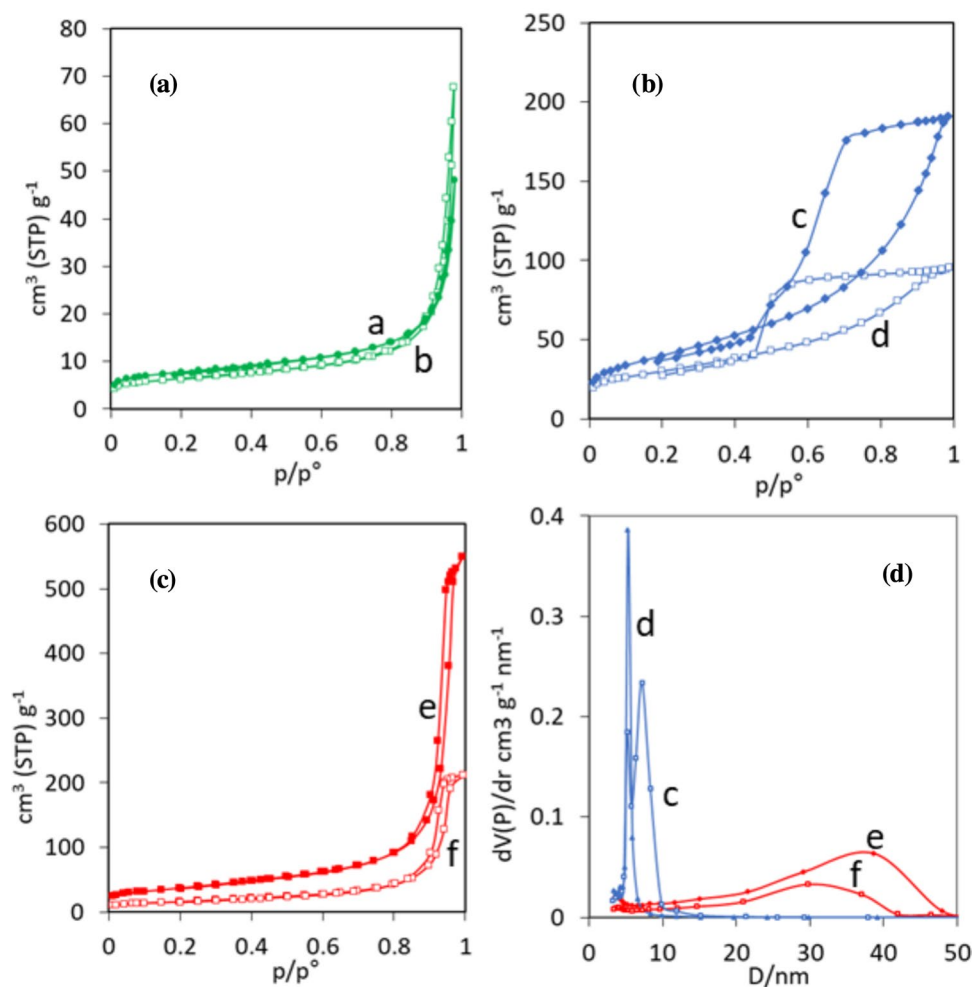 (a)
80
70
60
50
40
30
20
10
0
cm³ (STP) g⁻¹
a
b
0 0.2 0.4 0.6 0.8 1
p/p°
(b)
250
200
150
100
50
0
cm³ (STP) g⁻¹
c
d
0.0 0.2 0.4 0.6 0.8 1
p/p°
(c)
600
500
400
300
200
100
0
cm³ (STP) g⁻¹
e
f
0 0.2 0.4 0.6 0.8 1
p/p°
(d)
0.4
0.3
0.2
0.1
0
dV(P)/dr cm3 g⁻¹ nm⁻¹
d
c
e
f
0 10 20 30 40 50
D/nm